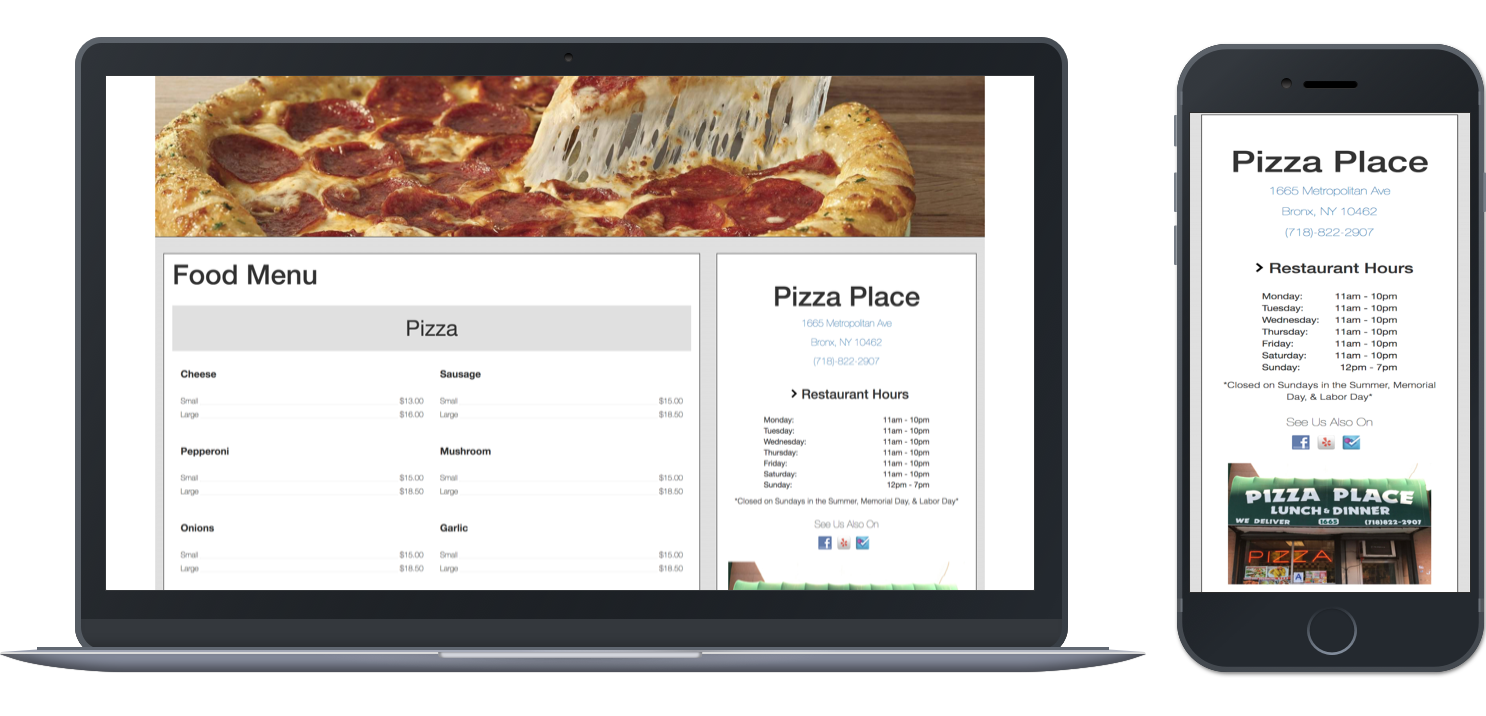 Food Menu
Pizza
Cheese
Small $13.00
Large $16.00
Sausage
Small $15.00
Large $18.50
Pepperoni
Small $15.00
Large $18.50
Mushroom
Small $15.00
Large $18.50
Onions
Small $15.00
Large $18.50
Garlic
Small $15.00
Large $18.50
Pizza Place
1665 Metropolitan Ave
Bronx, NY 10462
(718)-822-2907
Restaurant Hours
Monday: 11am - 10pm
Tuesday: 11am - 10pm
Wednesday: 11am - 10pm
Thursday: 11am - 10pm
Friday: 11am - 10pm
Saturday: 11am - 10pm
Sunday: 12pm - 7pm
*Closed on Sundays in the Summer, Memorial Day, & Labor Day*
See Us Also On
f
Pizza Place
1665 Metropolitan Ave
Bronx, NY 10462
(718)-822-2907
Restaurant Hours
Monday: 11am - 10pm
Tuesday: 11am - 10pm
Wednesday: 11am - 10pm
Thursday: 11am - 10pm
Friday: 11am - 10pm
Saturday: 11am - 10pm
Sunday: 12pm - 7pm
*Closed on Sundays in the Summer, Memorial
Day, & Labor Day*
See Us Also On
f
PIZZA PLACE
LUNCH & DINNER
WE DELIVER 1665 (718)822-2907
PIZZA
A